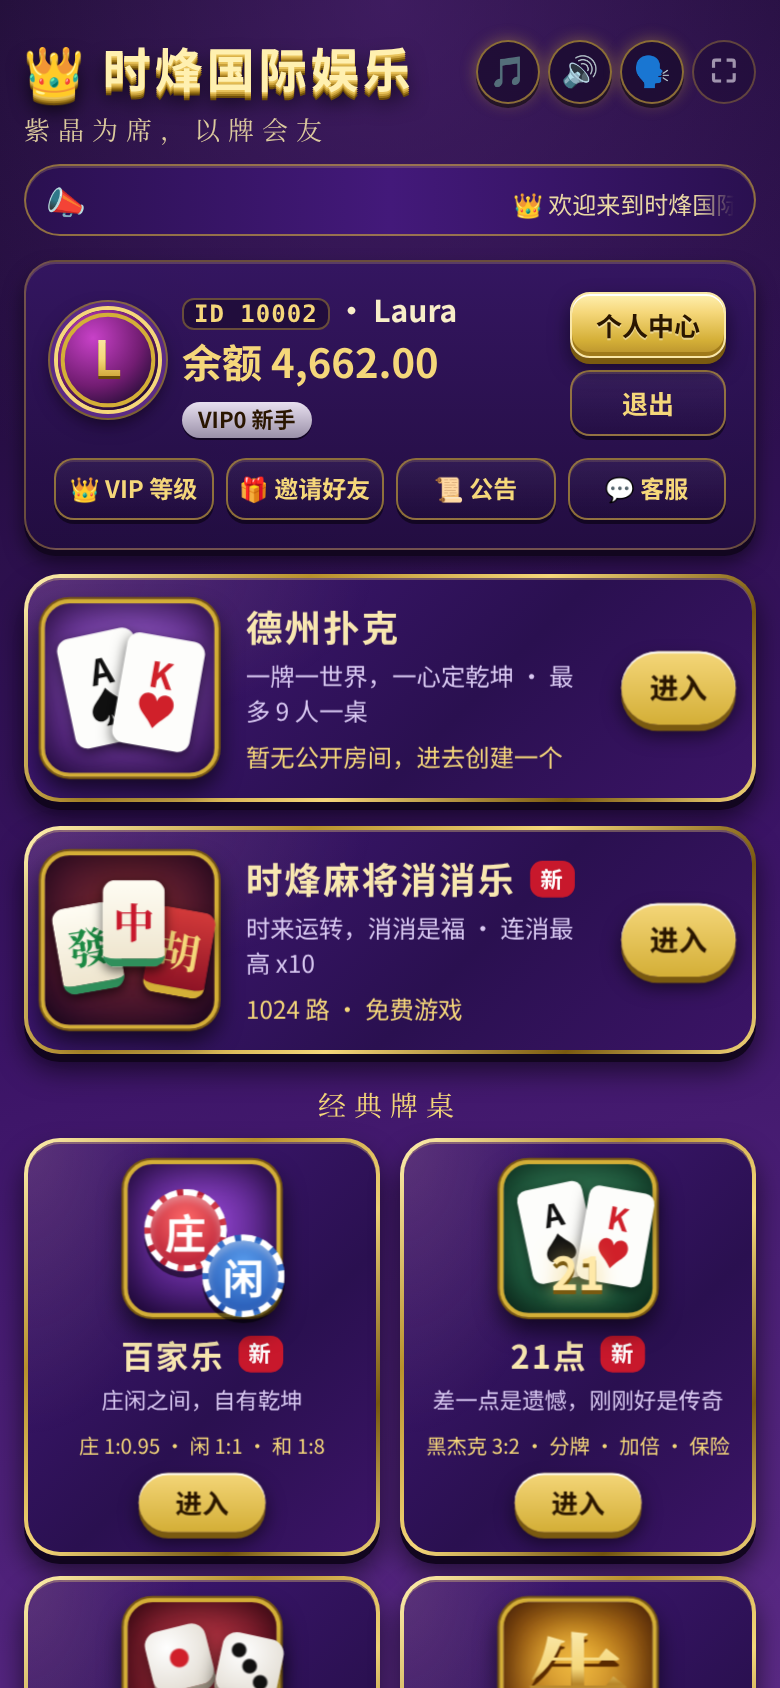 时烽国际娱乐
紫晶为席，以牌会友
欢迎来到时烽国际
L
ID 10002 · Laura
余额 4,662.00
VIP0 新手
个人中心
退出
VIP 等级
邀请好友
公告
客服
A K
德州扑克
一牌一世界，一心定乾坤 · 最
多 9 人一桌
暂无公开房间，进去创建一个
进入
發 中 胡
时烽麻将消消乐 新
时来运转，消消是福 · 连消最
高 x10
1024 路 · 免费游戏
进入
经典牌桌
庄 闲
百家乐 新
庄闲之间，自有乾坤
庄 1:0.95 · 闲 1:1 · 和 1:8
进入
A K
21
21点 新
差一点是遗憾，刚刚好是传奇
黑杰克 3:2 · 分牌 · 加倍 · 保险
进入
牛